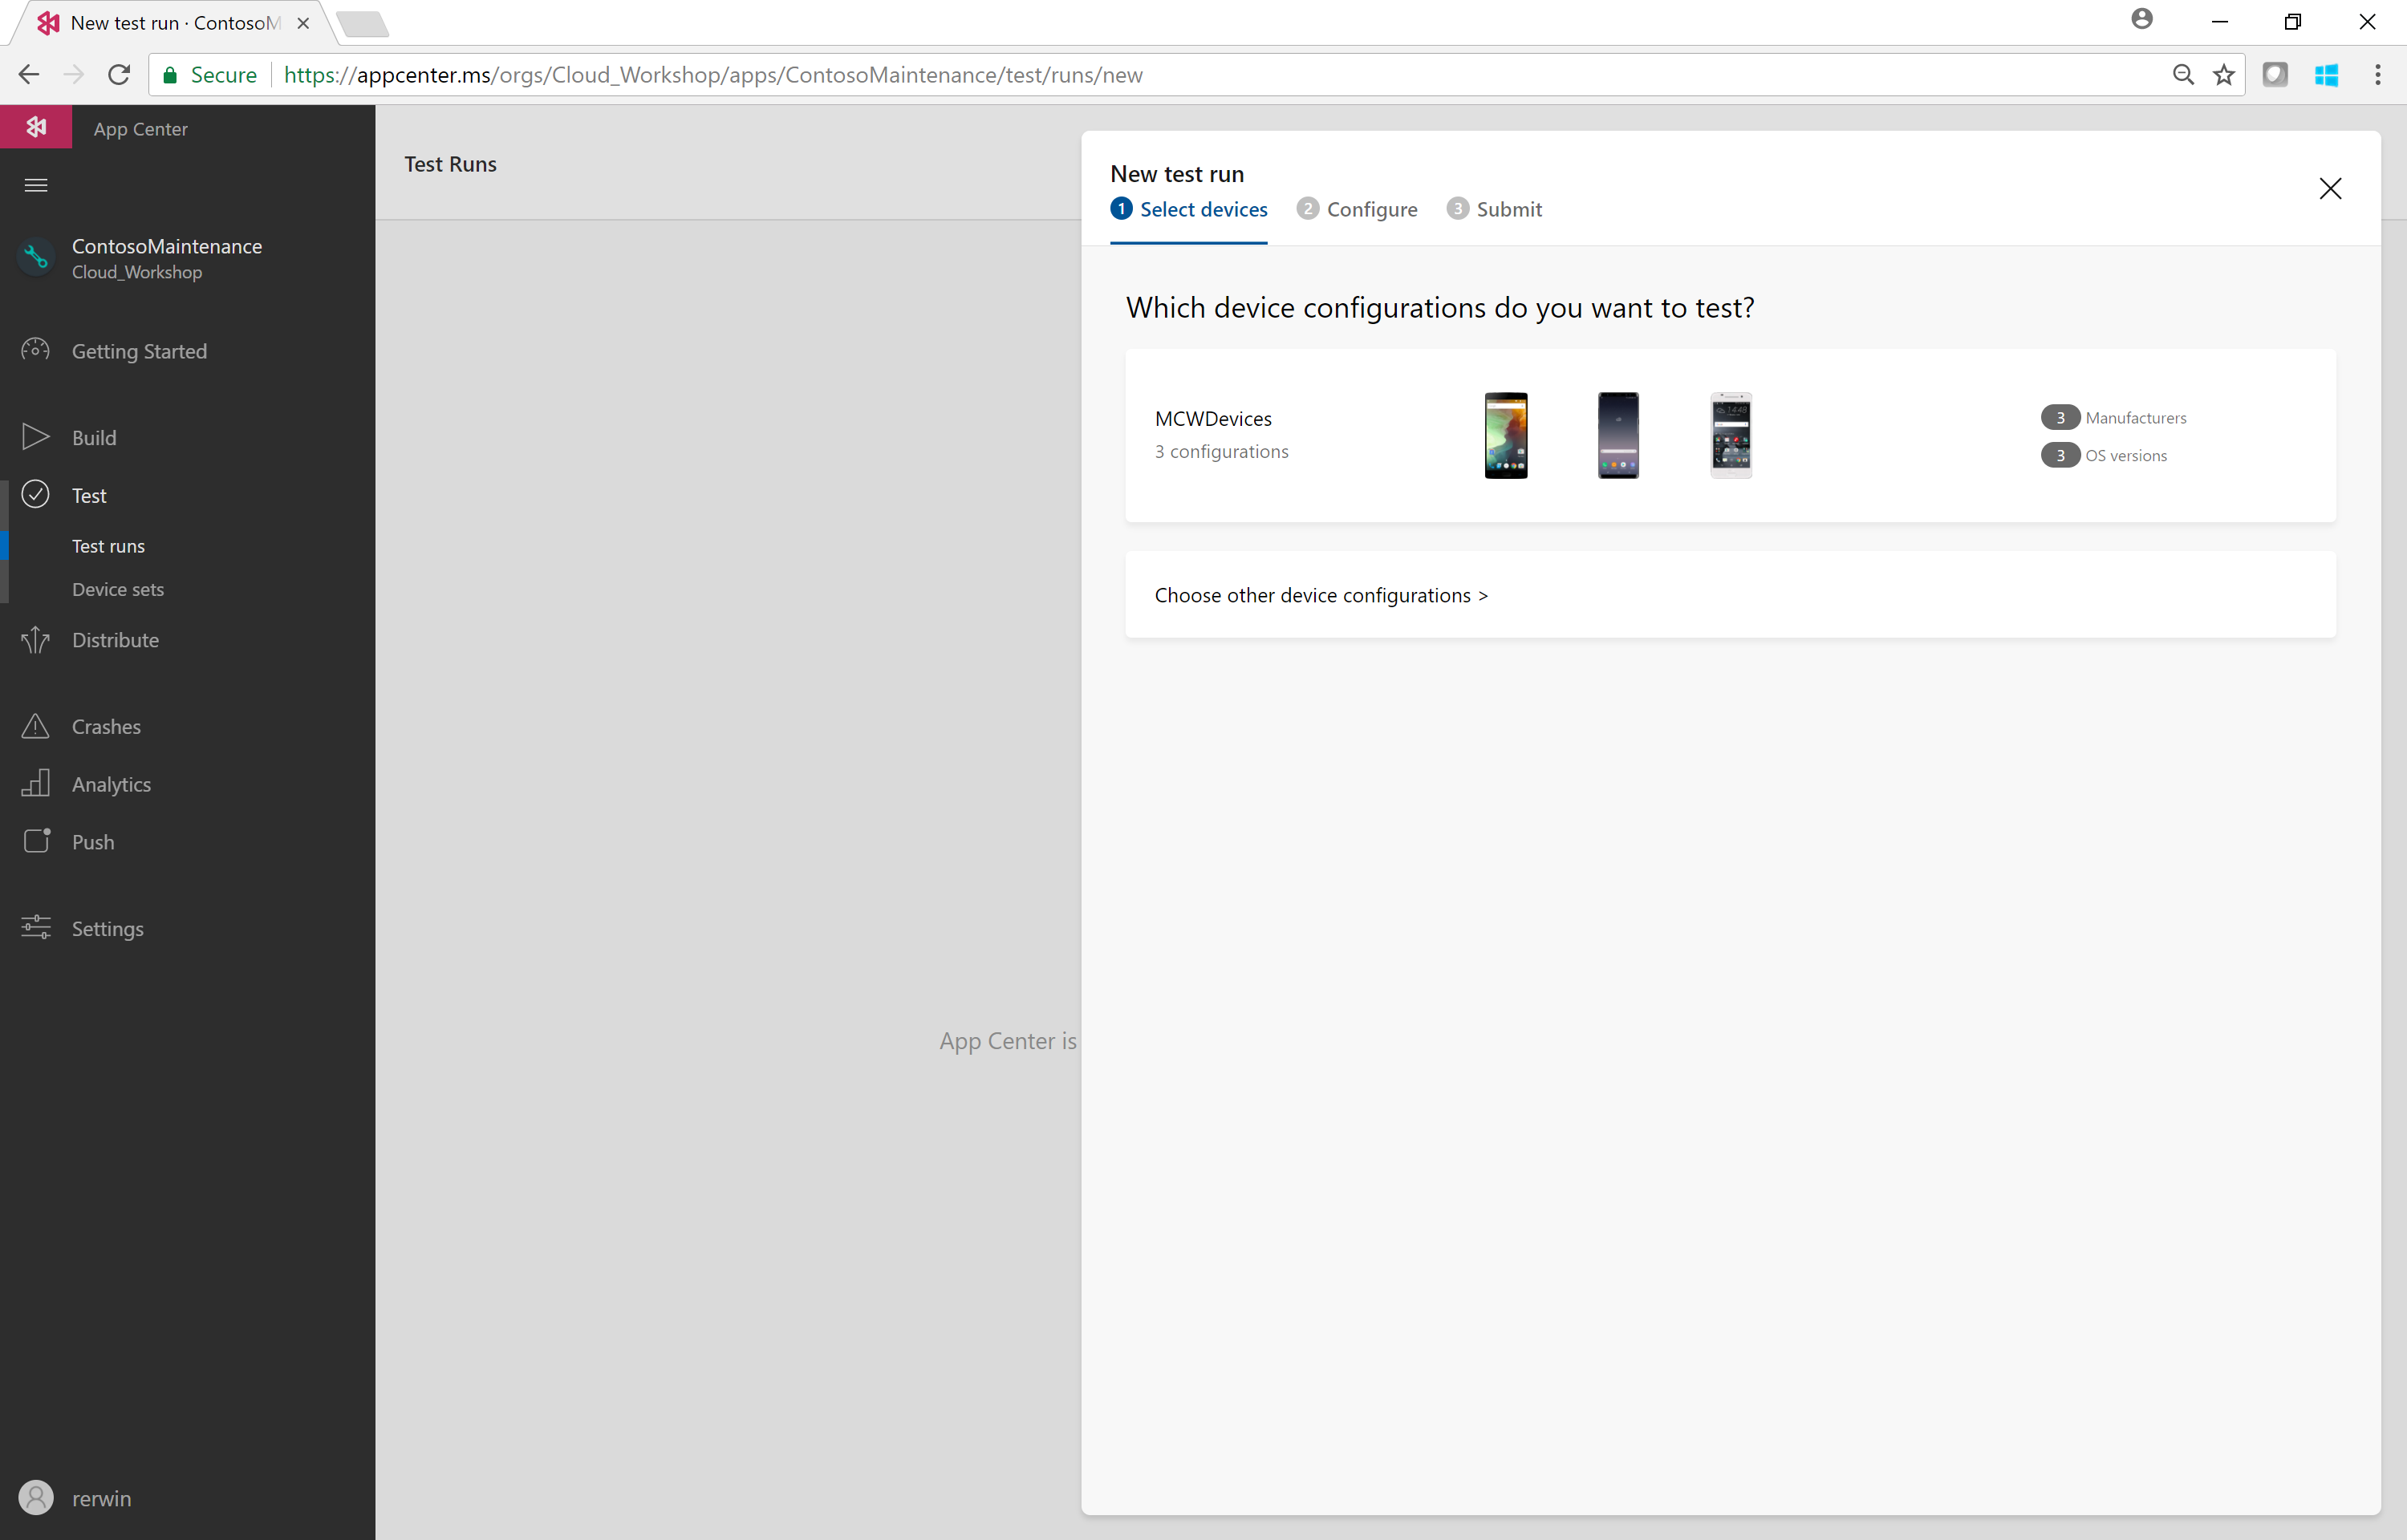 New test run · ContosoM
Secure
https://appcenter.ms/orgs/Cloud_Workshop/apps/ContosoMaintenance/test/runs/new
App Center
ContosoMaintenance
Cloud_Workshop
Getting Started
Build
Test
Test runs
Device sets
Distribute
Crashes
Analytics
Push
Settings
rerwin
Test Runs
App Center is
New test run
1 Select devices
2 Configure
3 Submit
Which device configurations do you want to test?
MCWDevices
3 configurations
14:48
3 Manufacturers
3 OS versions
Choose other device configurations >